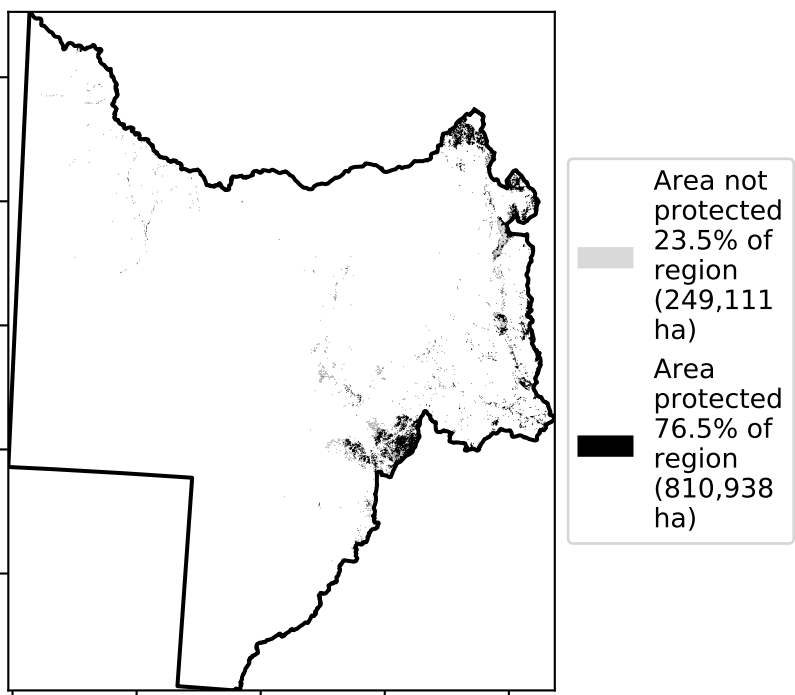 Area not
protected
23.5% of
region
(249,111
ha)
Area
protected
76.5% of
region
(810,938
ha)